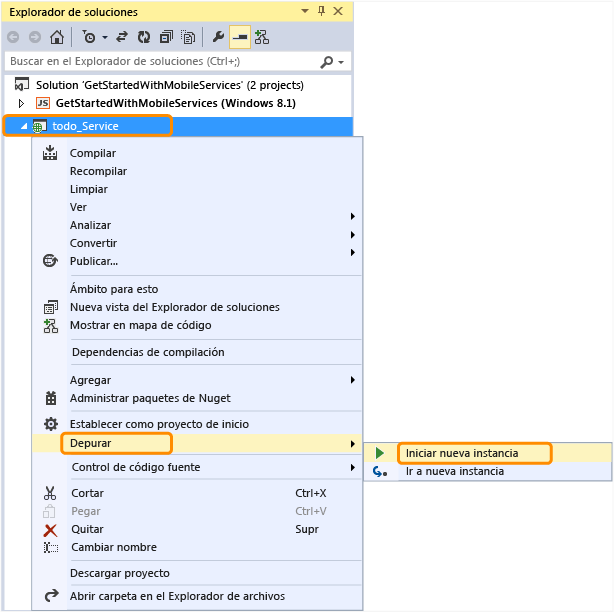 Explorador de soluciones
Buscar en el Explorador de soluciones (Ctrl+;)
Solution 'GetStartedWithMobileServices' (2 projects)
JS GetStartedWithMobileServices (Windows 8.1)
todo_Service
Compilar
Recompilar
Limpiar
Ver
Analizar
Convertir
Publicar...
Ámbito para esto
Nueva vista del Explorador de soluciones
Mostrar en mapa de código
Dependencias de compilación
Agregar
Administrar paquetes de Nuget
Establecer como proyecto de inicio
Depurar
Iniciar nueva instancia
Ir a nueva instancia
Control de código fuente
Cortar Ctrl+X
Pegar Ctrl+V
Quitar Supr
Cambiar nombre
Descargar proyecto
Abrir carpeta en el Explorador de archivos